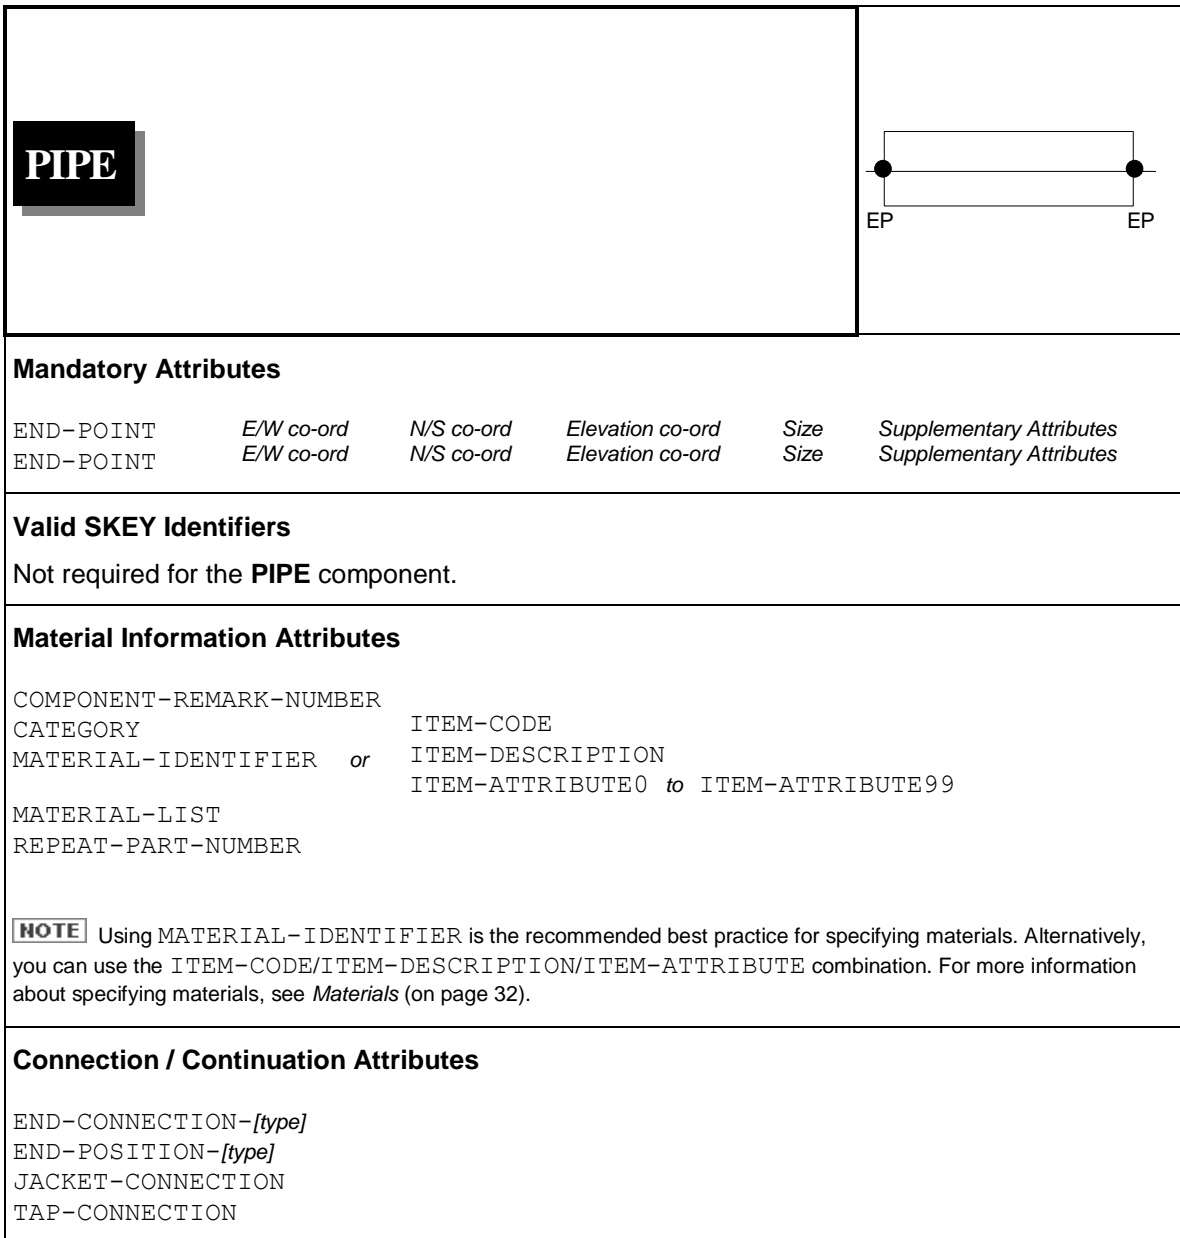 PIPE
EP EP
Mandatory Attributes
END-POINT E/W co-ord N/S co-ord Elevation co-ord Size Supplementary Attributes
END-POINT E/W co-ord N/S co-ord Elevation co-ord Size Supplementary Attributes
Valid SKEY Identifiers
Not required for the PIPE component.
Material Information Attributes
COMPONENT-REMARK-NUMBER
CATEGORY
MATERIAL-IDENTIFIER or
ITEM-CODE
ITEM-DESCRIPTION
ITEM-ATTRIBUTE0 to ITEM-ATTRIBUTE99
MATERIAL-LIST
REPEAT-PART-NUMBER
NOTE Using MATERIAL-IDENTIFIER is the recommended best practice for specifying materials. Alternatively,
you can use the ITEM-CODE/ITEM-DESCRIPTION/ITEM-ATTRIBUTE combination. For more information
about specifying materials, see Materials (on page 32).
Connection / Continuation Attributes
END-CONNECTION-[type]
END-POSITION-[type]
JACKET-CONNECTION
TAP-CONNECTION